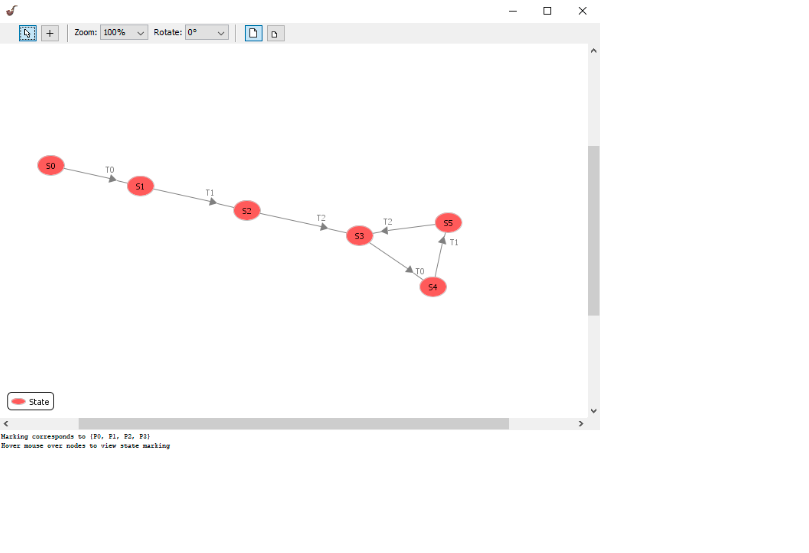 Zoom: 100% Rotate: 0°
S0
T0
S1
T1
S2
T2
S3
T2
S5
T1
T0
S4
State
Marking corresponds to {P0, P1, P2, P3}
Hover mouse over nodes to view state marking